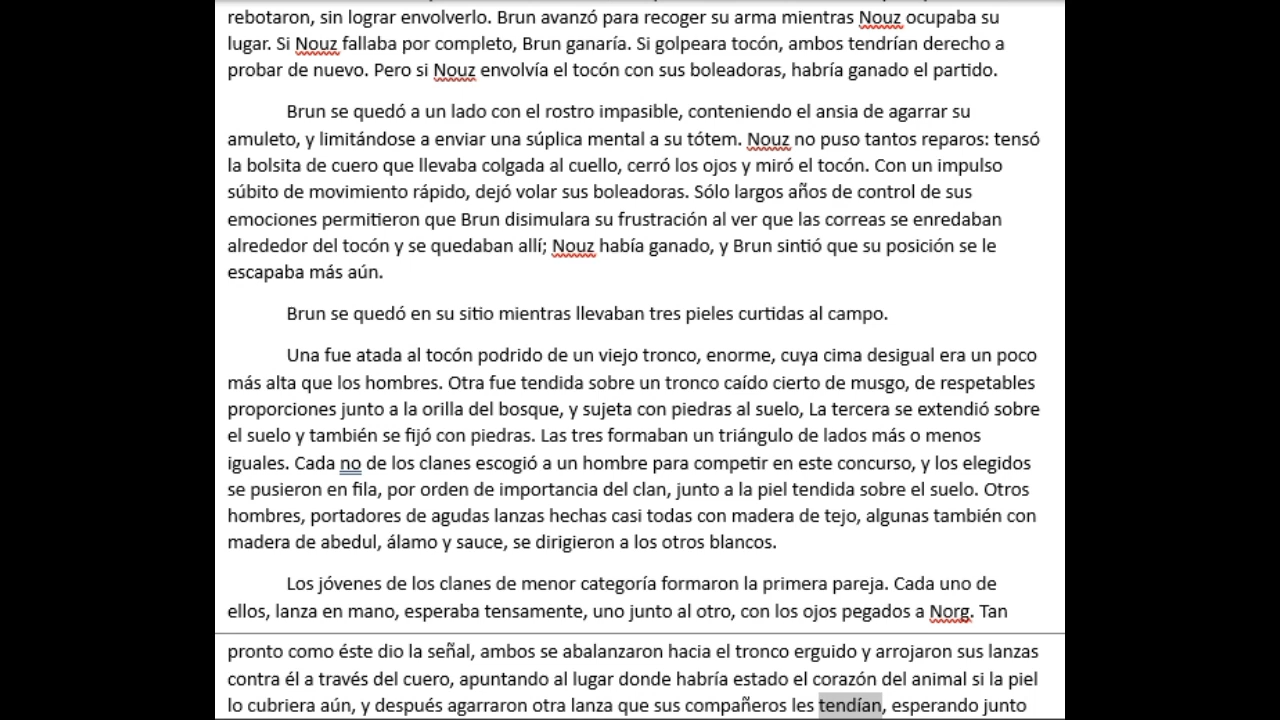 rebotaron, sin lograr envolverlo. Brun avanzó para recoger su arma mientras Nouz ocupaba su
lugar. Si Nouz fallaba por completo, Brun ganaría. Si golpeara tocón, ambos tendrían derecho a
probar de nuevo. Pero si Nouz envolvía el tocón con sus boleadoras, habría ganado el partido.
Brun se quedó a un lado con el rostro impasible, conteniendo el ansia de agarrar su
amuleto, y limitándose a enviar una súplica mental a su tótem. Nouz no puso tantos reparos: tensó
la bolsita de cuero que llevaba colgada al cuello, cerró los ojos y miró el tocón. Con un impulso
súbito de movimiento rápido, dejó volar sus boleadoras. Sólo largos años de control de sus
emociones permitieron que Brun disimulara su frustración al ver que las correas se enredaban
alrededor del tocón y se quedaban allí; Nouz había ganado, y Brun sintió que su posición se le
escapaba más aún.
Brun se quedó en su sitio mientras llevaban tres pieles curtidas al campo.
Una fue atada al tocón podrido de un viejo tronco, enorme, cuya cima desigual era un poco
más alta que los hombres. Otra fue tendida sobre un tronco caído cierto de musgo, de respetables
proporciones junto a la orilla del bosque, y sujeta con piedras al suelo, La tercera se extendió sobre
el suelo y también se fijó con piedras. Las tres formaban un triángulo de lados más o menos
iguales. Cada no de los clanes escogió a un hombre para competir en este concurso, y los elegidos
se pusieron en fila, por orden de importancia del clan, junto a la piel tendida sobre el suelo. Otros
hombres, portadores de agudas lanzas hechas casi todas con madera de tejo, algunas también con
madera de abedul, álamo y sauce, se dirigieron a los otros blancos.
Los jóvenes de los clanes de menor categoría formaron la primera pareja. Cada uno de
ellos, lanza en mano, esperaba tensamente, uno junto al otro, con los ojos pegados a Norg. Tan
pronto como éste dio la señal, ambos se abalanzaron hacia el tronco erguido y arrojaron sus lanzas
contra él a través del cuero, apuntando al lugar donde habría estado el corazón del animal si la piel
lo cubriera aún, y después agarraron otra lanza que sus compañeros les tendían, esperando junto